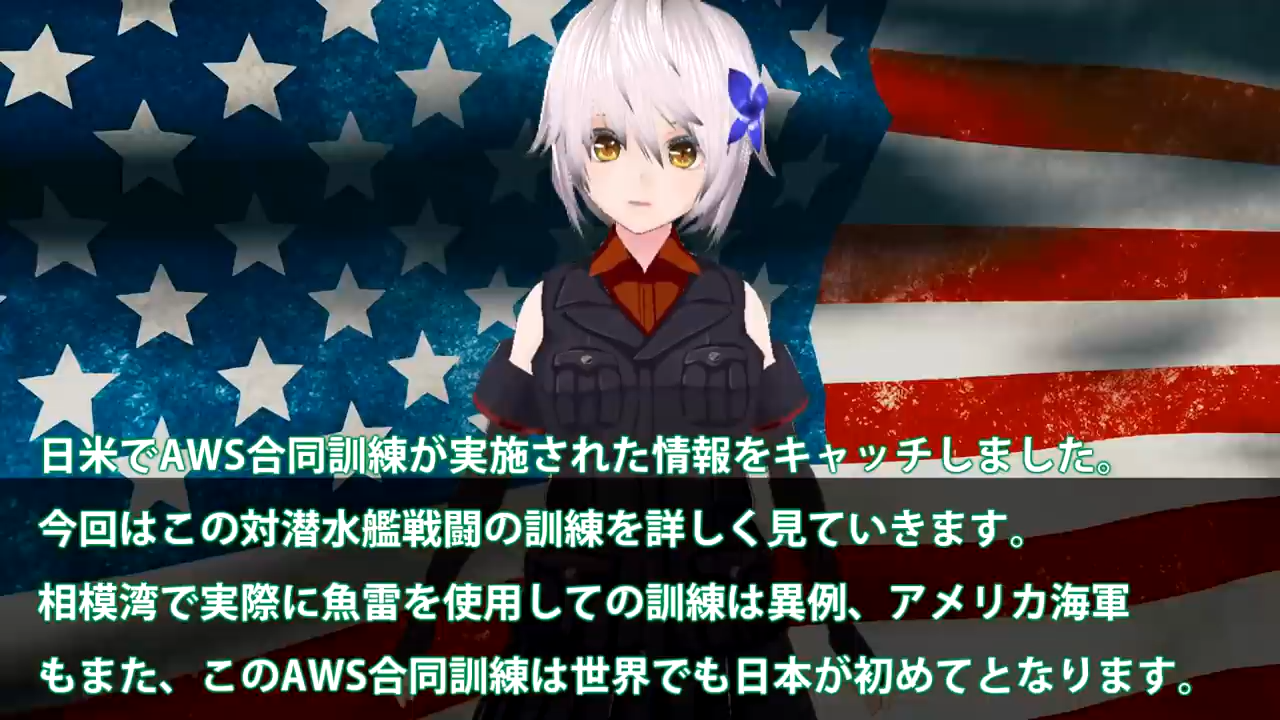 日米でAWS合同訓練が実施された情報をキャッチしました。
今回はこの対潜水艦戦闘の訓練を詳しく見ていきます。
相模湾で実際に魚雷を使用しての訓練は異例、アメリカ海軍
もまた、このAWS合同訓練は世界でも日本が初めてとなります。